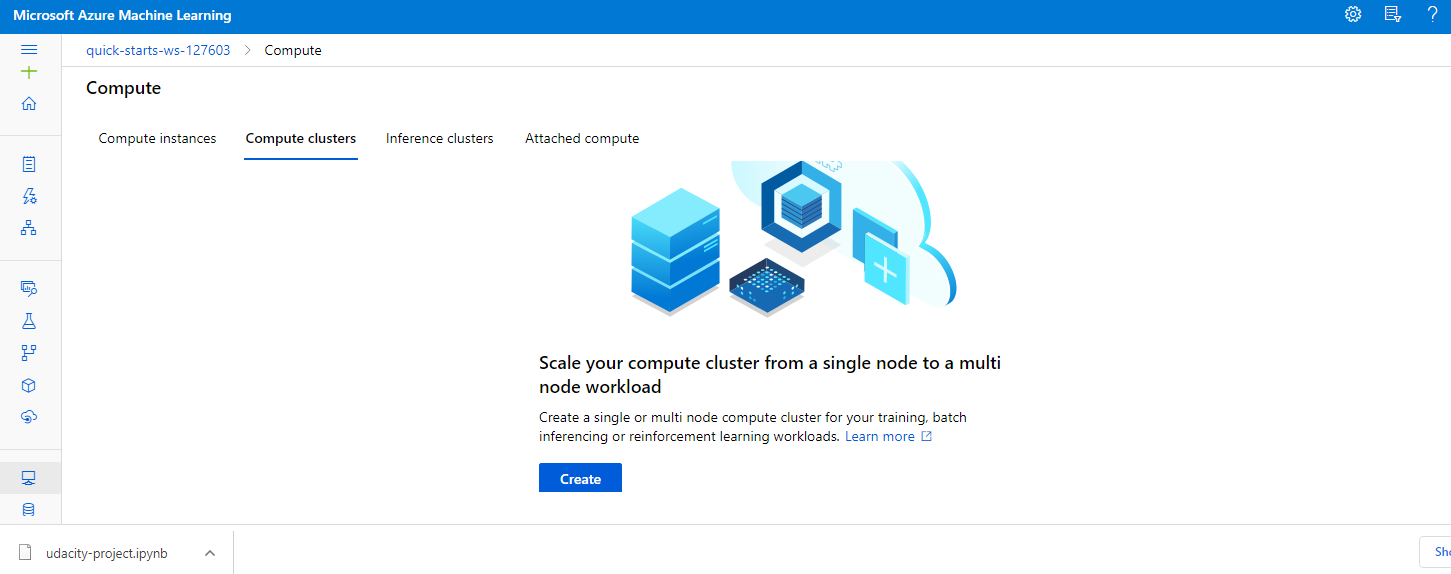 Microsoft Azure Machine Learning
quick-starts-ws-127603 > Compute
Compute
Compute instances Compute clusters Inference clusters Attached compute
Scale your compute cluster from a single node to a multi
node workload
Create a single or multi node compute cluster for your training, batch
inferencing or reinforcement learning workloads. Learn more
Create
udacity-project.ipynb